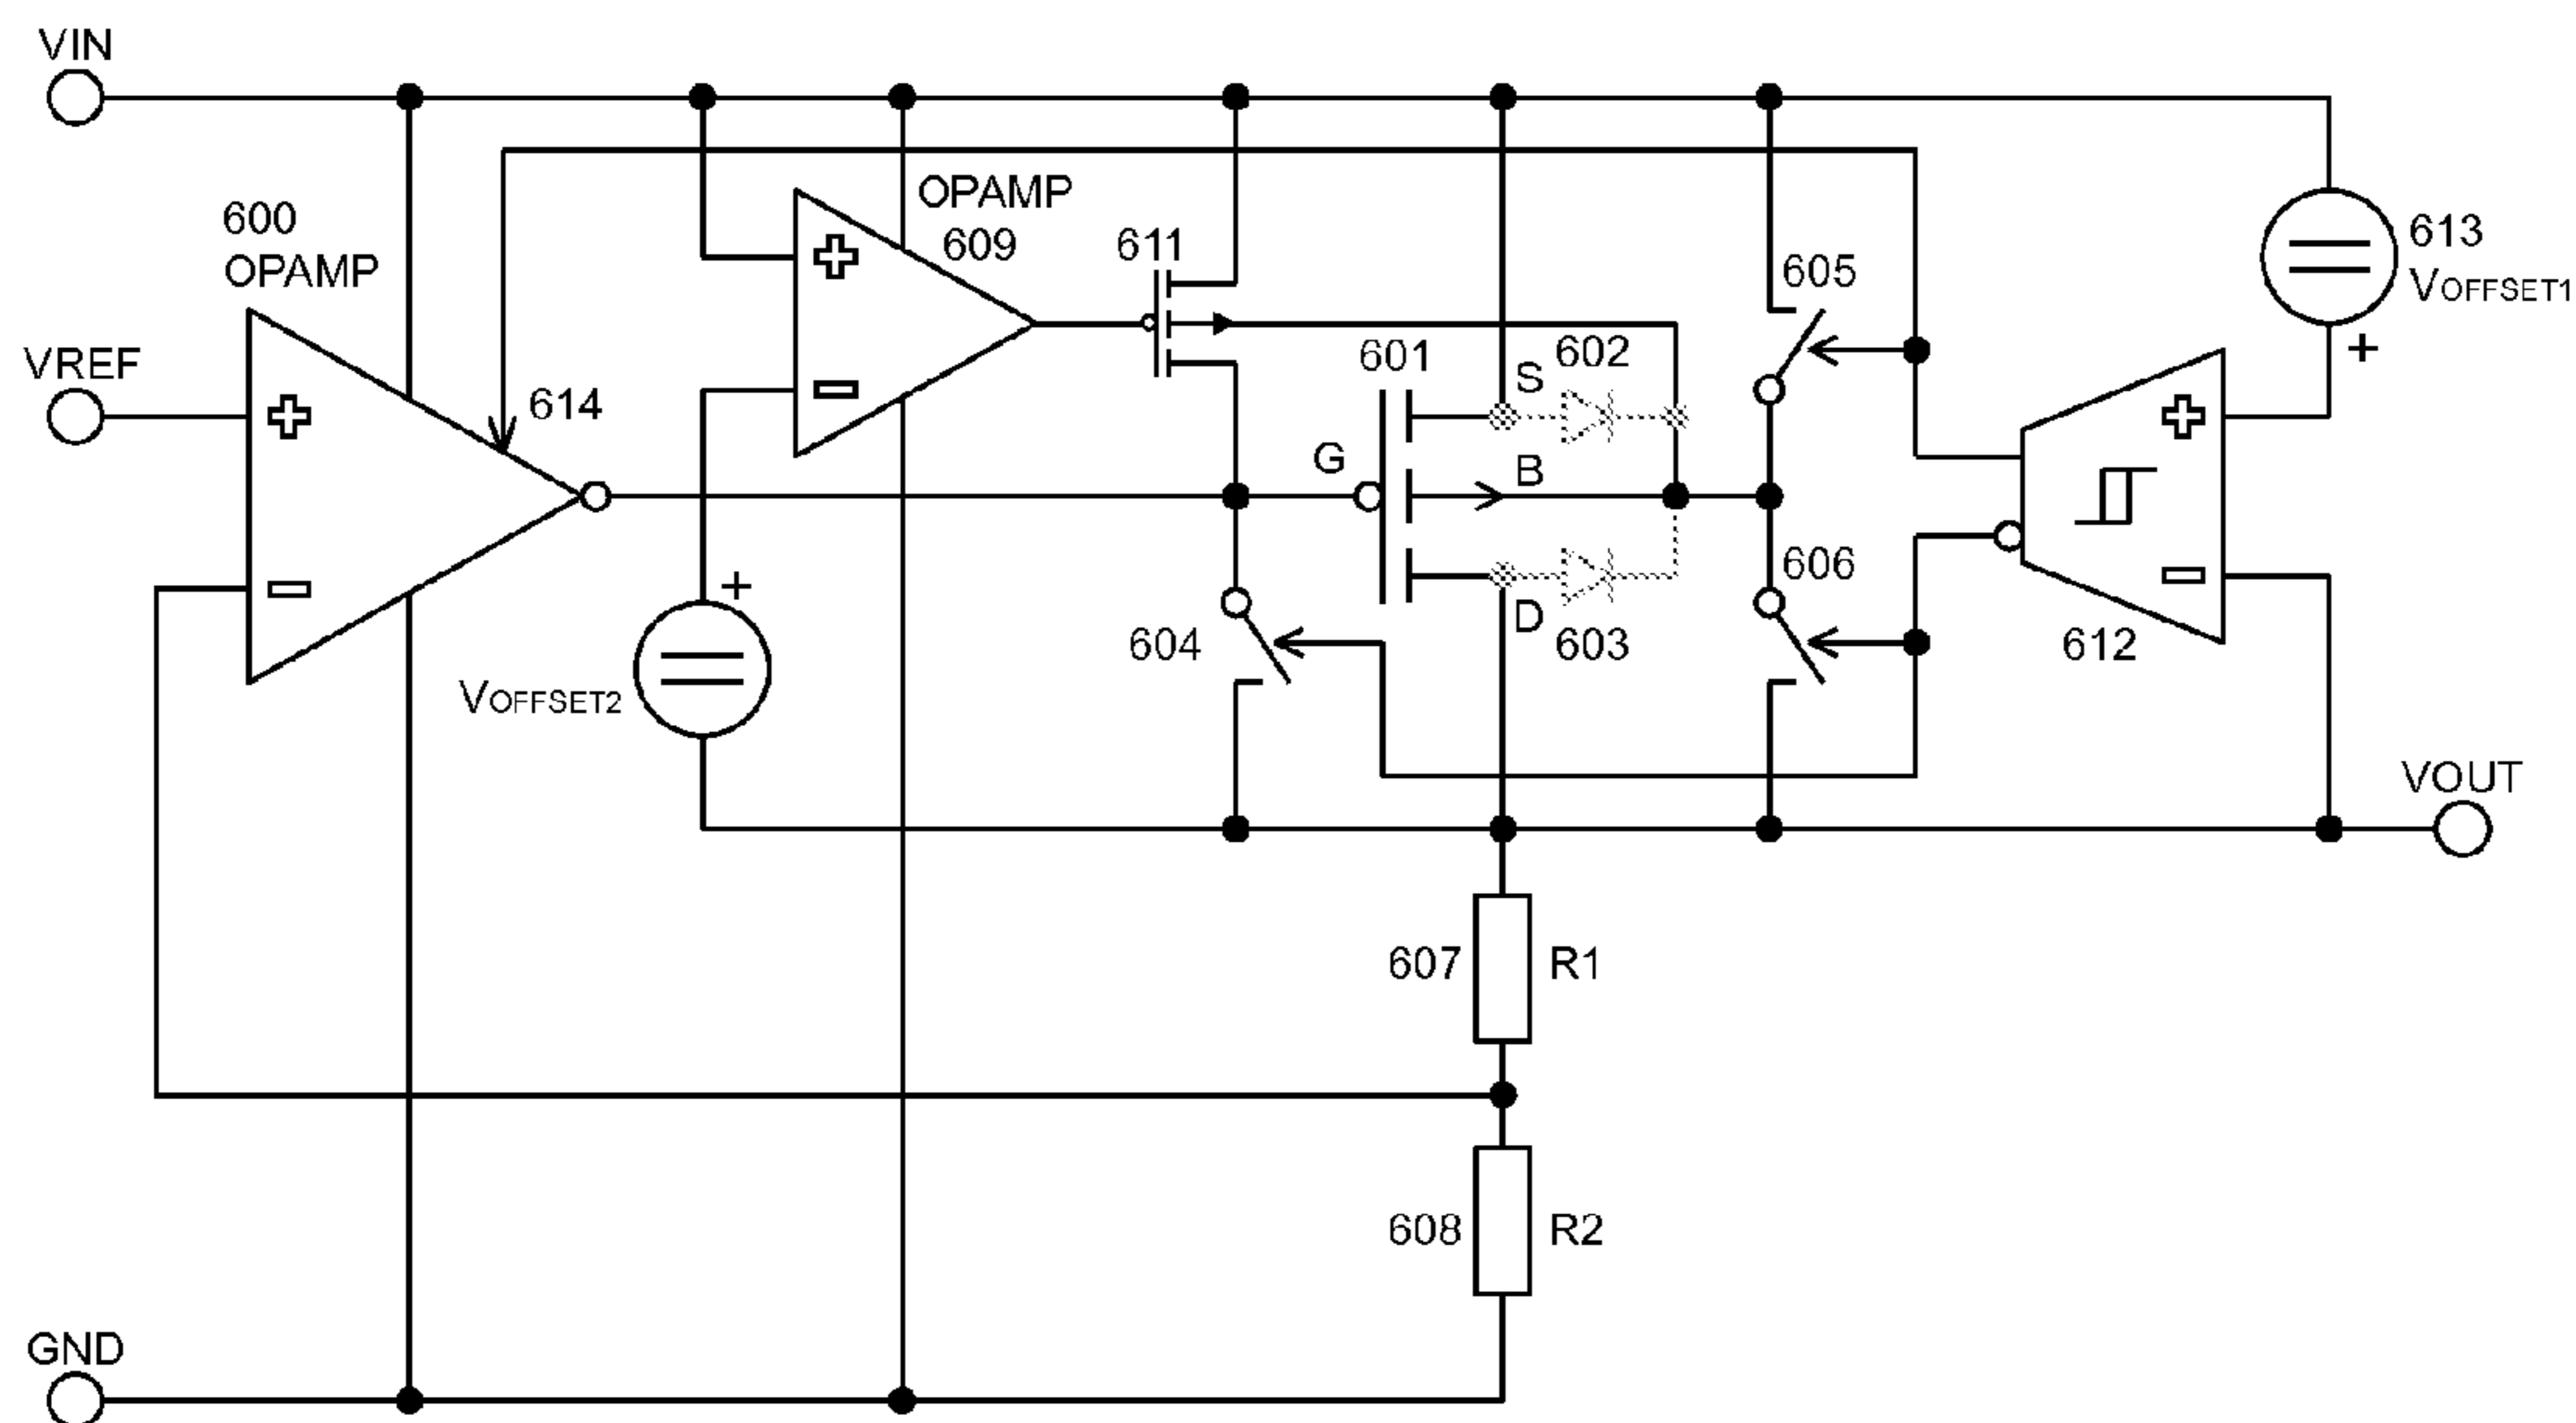 VIN
OPAMP
600
609
611
613
OPAMP
605
VOFFSET1
VREF
601
602
+
S
614
G
B
+
606
D
604
603
612
VOFFSET2
VOUT
607
R1
608
R2
GND